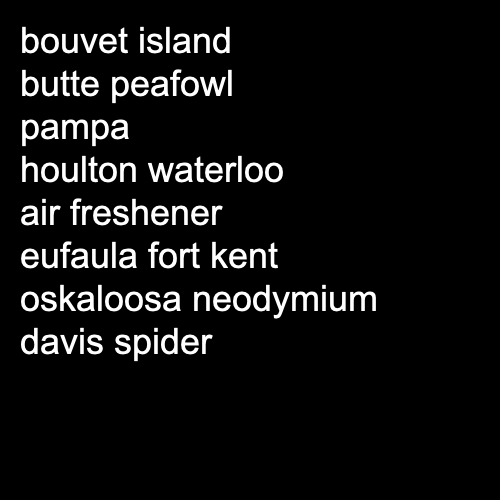 bouvet island
butte peafowl
pampa
houlton waterloo
air freshener
eufaula fort kent
oskaloosa neodymium
davis spider